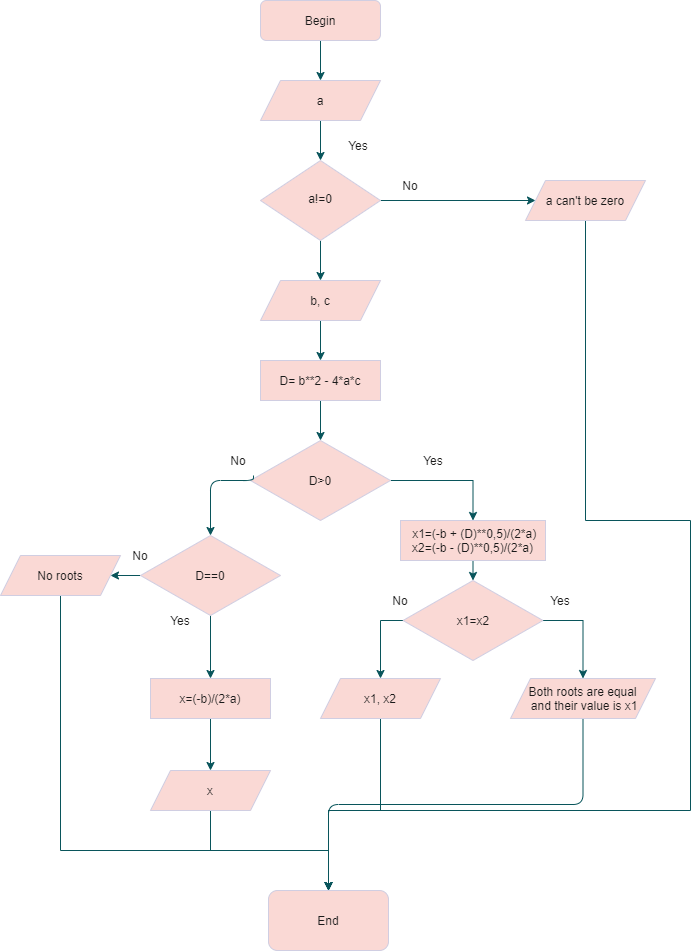 Begin
a
Yes
a!=0
No
a can't be zero
b, c
D= b**2 - 4*a*c
No
D>0
Yes
x1=(-b + (D)**0,5)/(2*a)
x2=(-b - (D)**0,5)/(2*a)
No
No roots
D==0
Yes
No
x1=x2
Yes
x=(-b)/(2*a)
x1, x2
Both roots are equal
and their value is x1
x
End